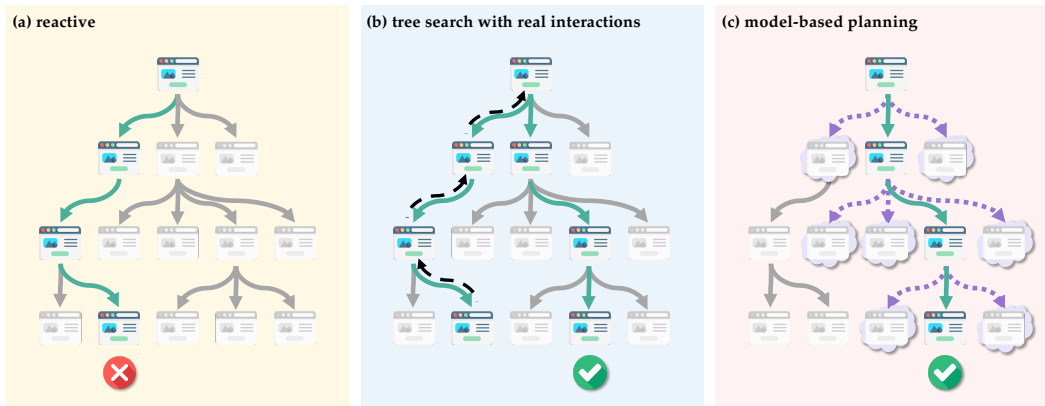 (a) reactive
(b) tree search with real interactions
(c) model-based planning